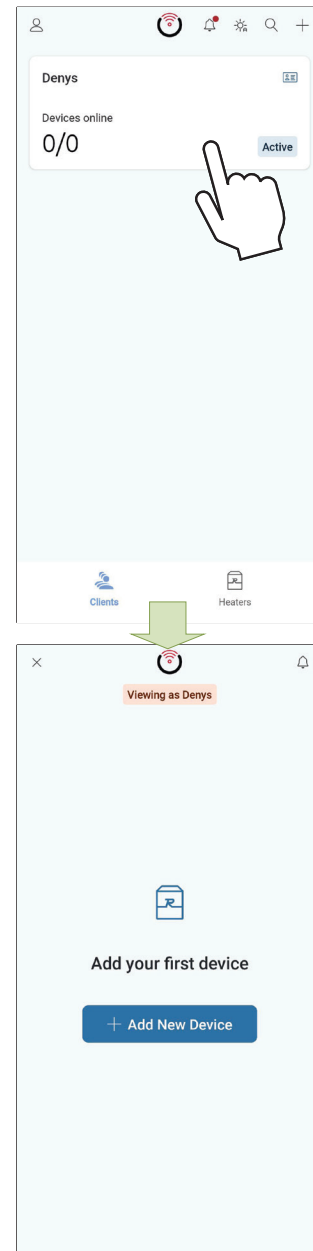 Denys
Devices online
0/0
Active
Clients
Heaters
Viewing as Denys
Add your first device
+ Add New Device